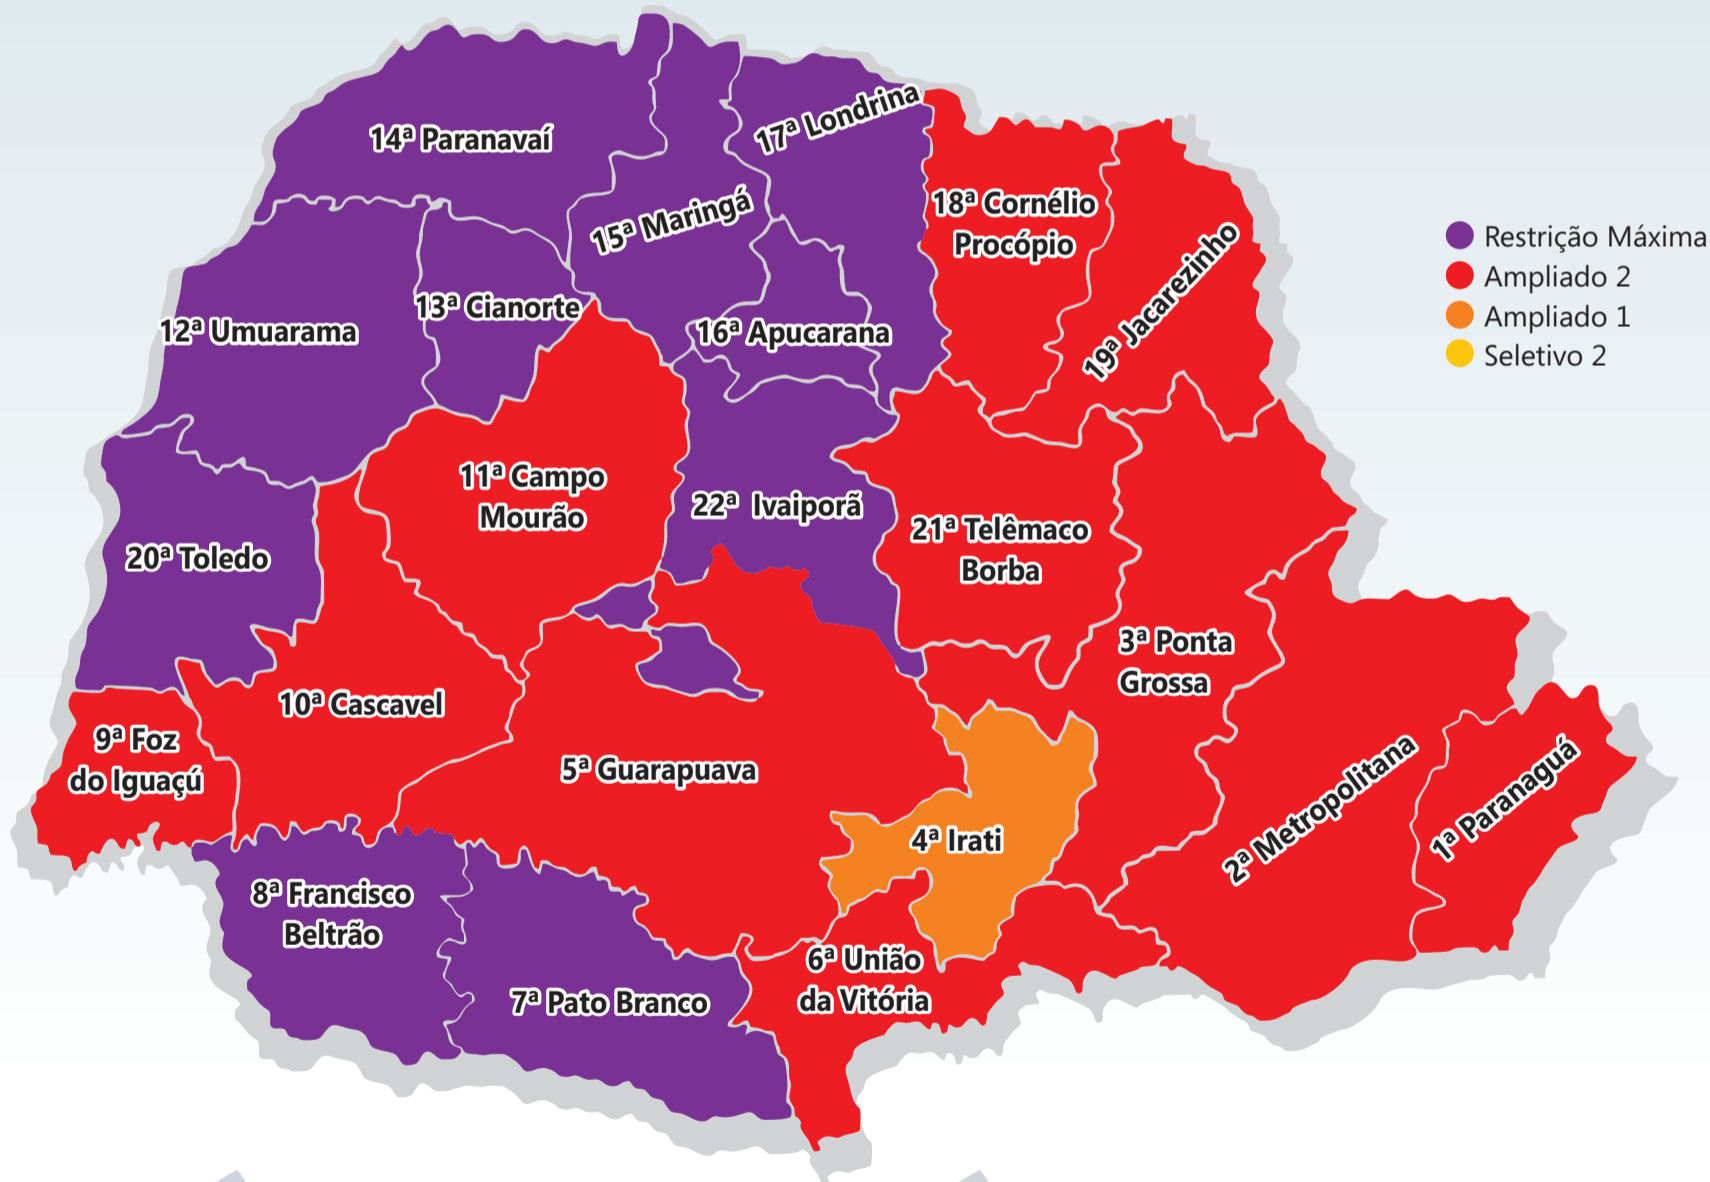 14ª Paranavaí
17ª Londrina
15ª Maringá
18ª Cornélio
Procópio
19ª Jacarezinho
13ª Cianorte
12ª Umuarama
16ª Apucarana
11ª Campo
Mourão
22ª Ivaiporã
21ª Telêmaco
Borba
20ª Toledo
3ª Ponta
Grossa
10ª Cascavel
9ª Foz
do Iguaçú
5ª Guarapuava
4ª Irati
2ª Metropolitana
1ª Paranaguá
8ª Francisco
Beltrão
7ª Pato Branco
6ª União
da Vitória
Restrição Máxima
Ampliado 2
Ampliado 1
Seletivo 2